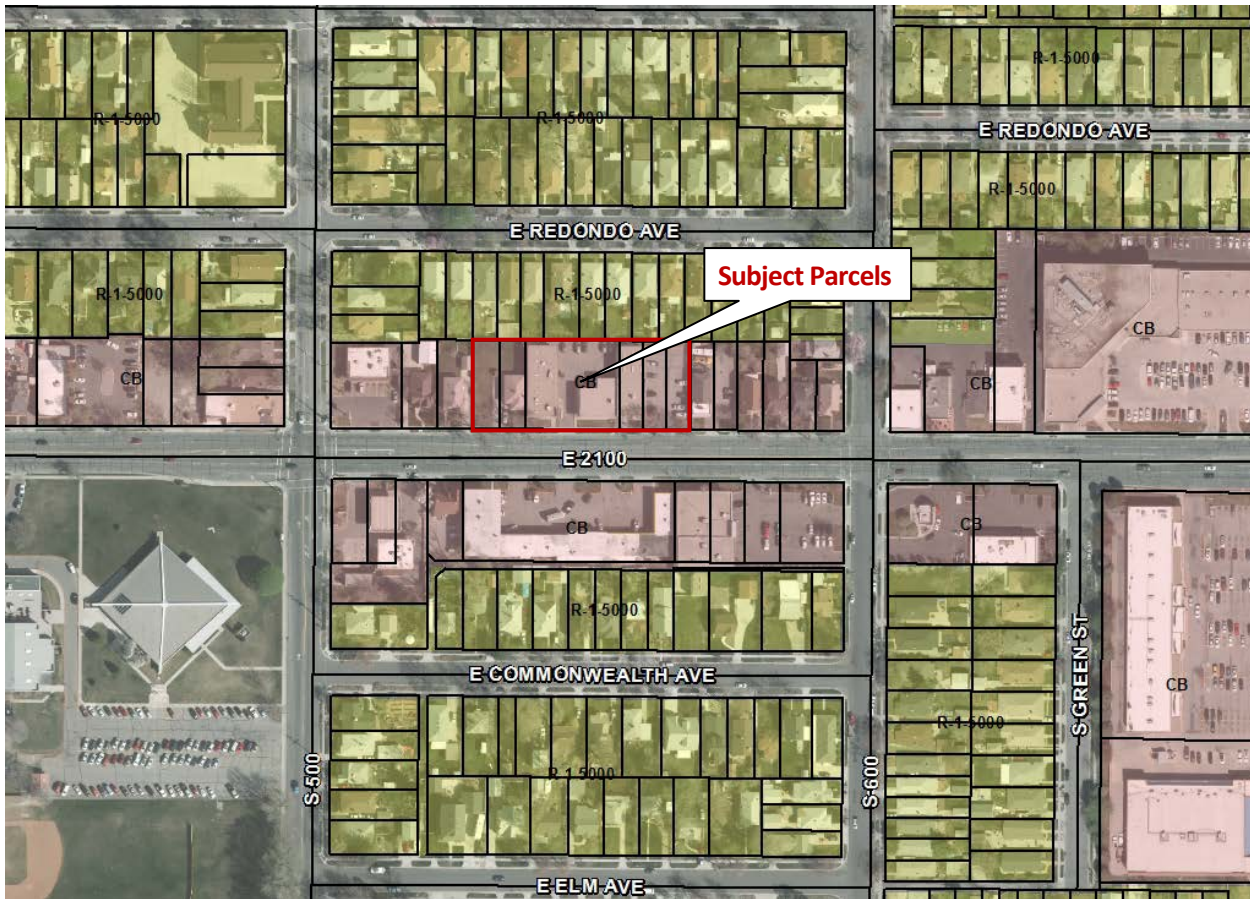 R-1-5000
R-1-5000
R-1-5000
E REDONDO AVE
R-1-5000
E REDONDO AVE
Subject Parcels
R-1-5000
R-1-5000
CB
CB
CB
CB
E 2100
CB
CB
R-1-5000
E COMMONWEALTH AVE
S GREEN ST
CB
R-1-5000
R-1-5000
S 500
S 600
E ELM AVE